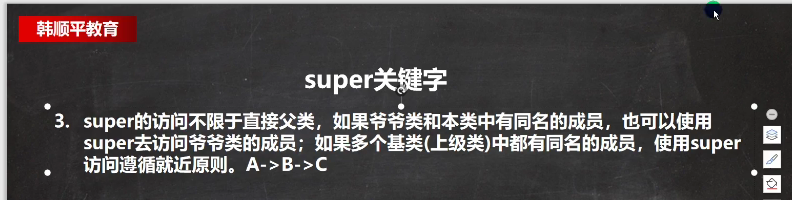 韩顺平教育
super关键字
3. super的访问不限于直接父类，如果爷爷类和本类中有同名的成员，也可以使用
super去访问爷爷类的成员；如果多个基类(上级类)中都有同名的成员，使用super
访问遵循就近原则。A->B->C